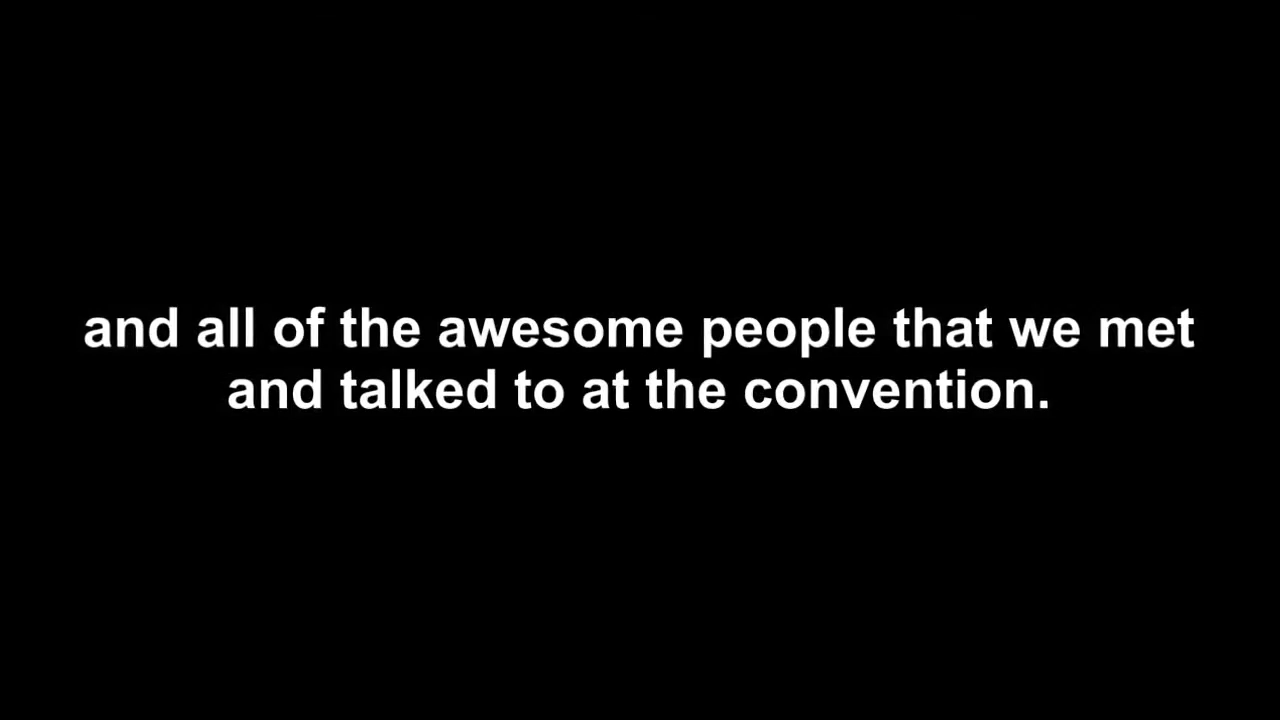 and all of the awesome people that we met
and talked to at the convention.